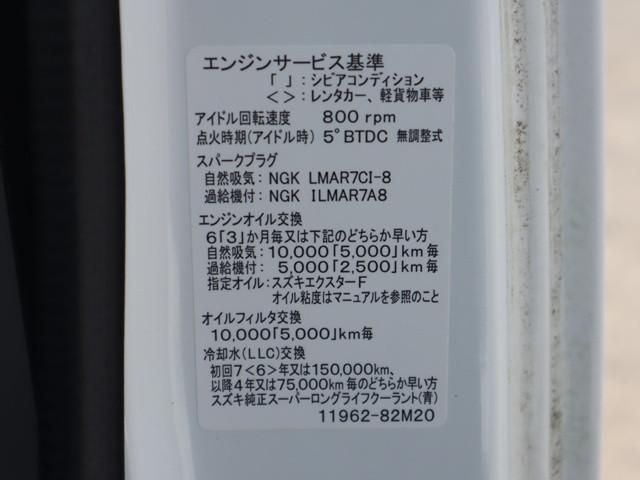 エンジンサービス基準
「 」：シビアコンディション
＜＞：レンタカー、軽貨物車等
アイドル回転速度 800 rpm
点火時期(アイドル時) 5°BTDC 無調整式
スパークプラグ
自然吸気：NGK LMAR7CI-8
過給機付：NGK ILMAR7A8
エンジンオイル交換
6「3」か月毎又は下記のどちらか早い方
自然吸気：10,000「5,000」km毎
過給機付：5,000「2,500」km毎
指定オイル：スズキエクスターF
オイル粘度はマニュアルを参照のこと
オイルフィルタ交換
10,000「5,000」km毎
冷却水(LLC)交換
初回7＜6＞年又は150,000km、
以降4年又は75,000km毎のどちらか早い方
スズキ純正スーパーロングライフクーラント(青)
11962-82M20